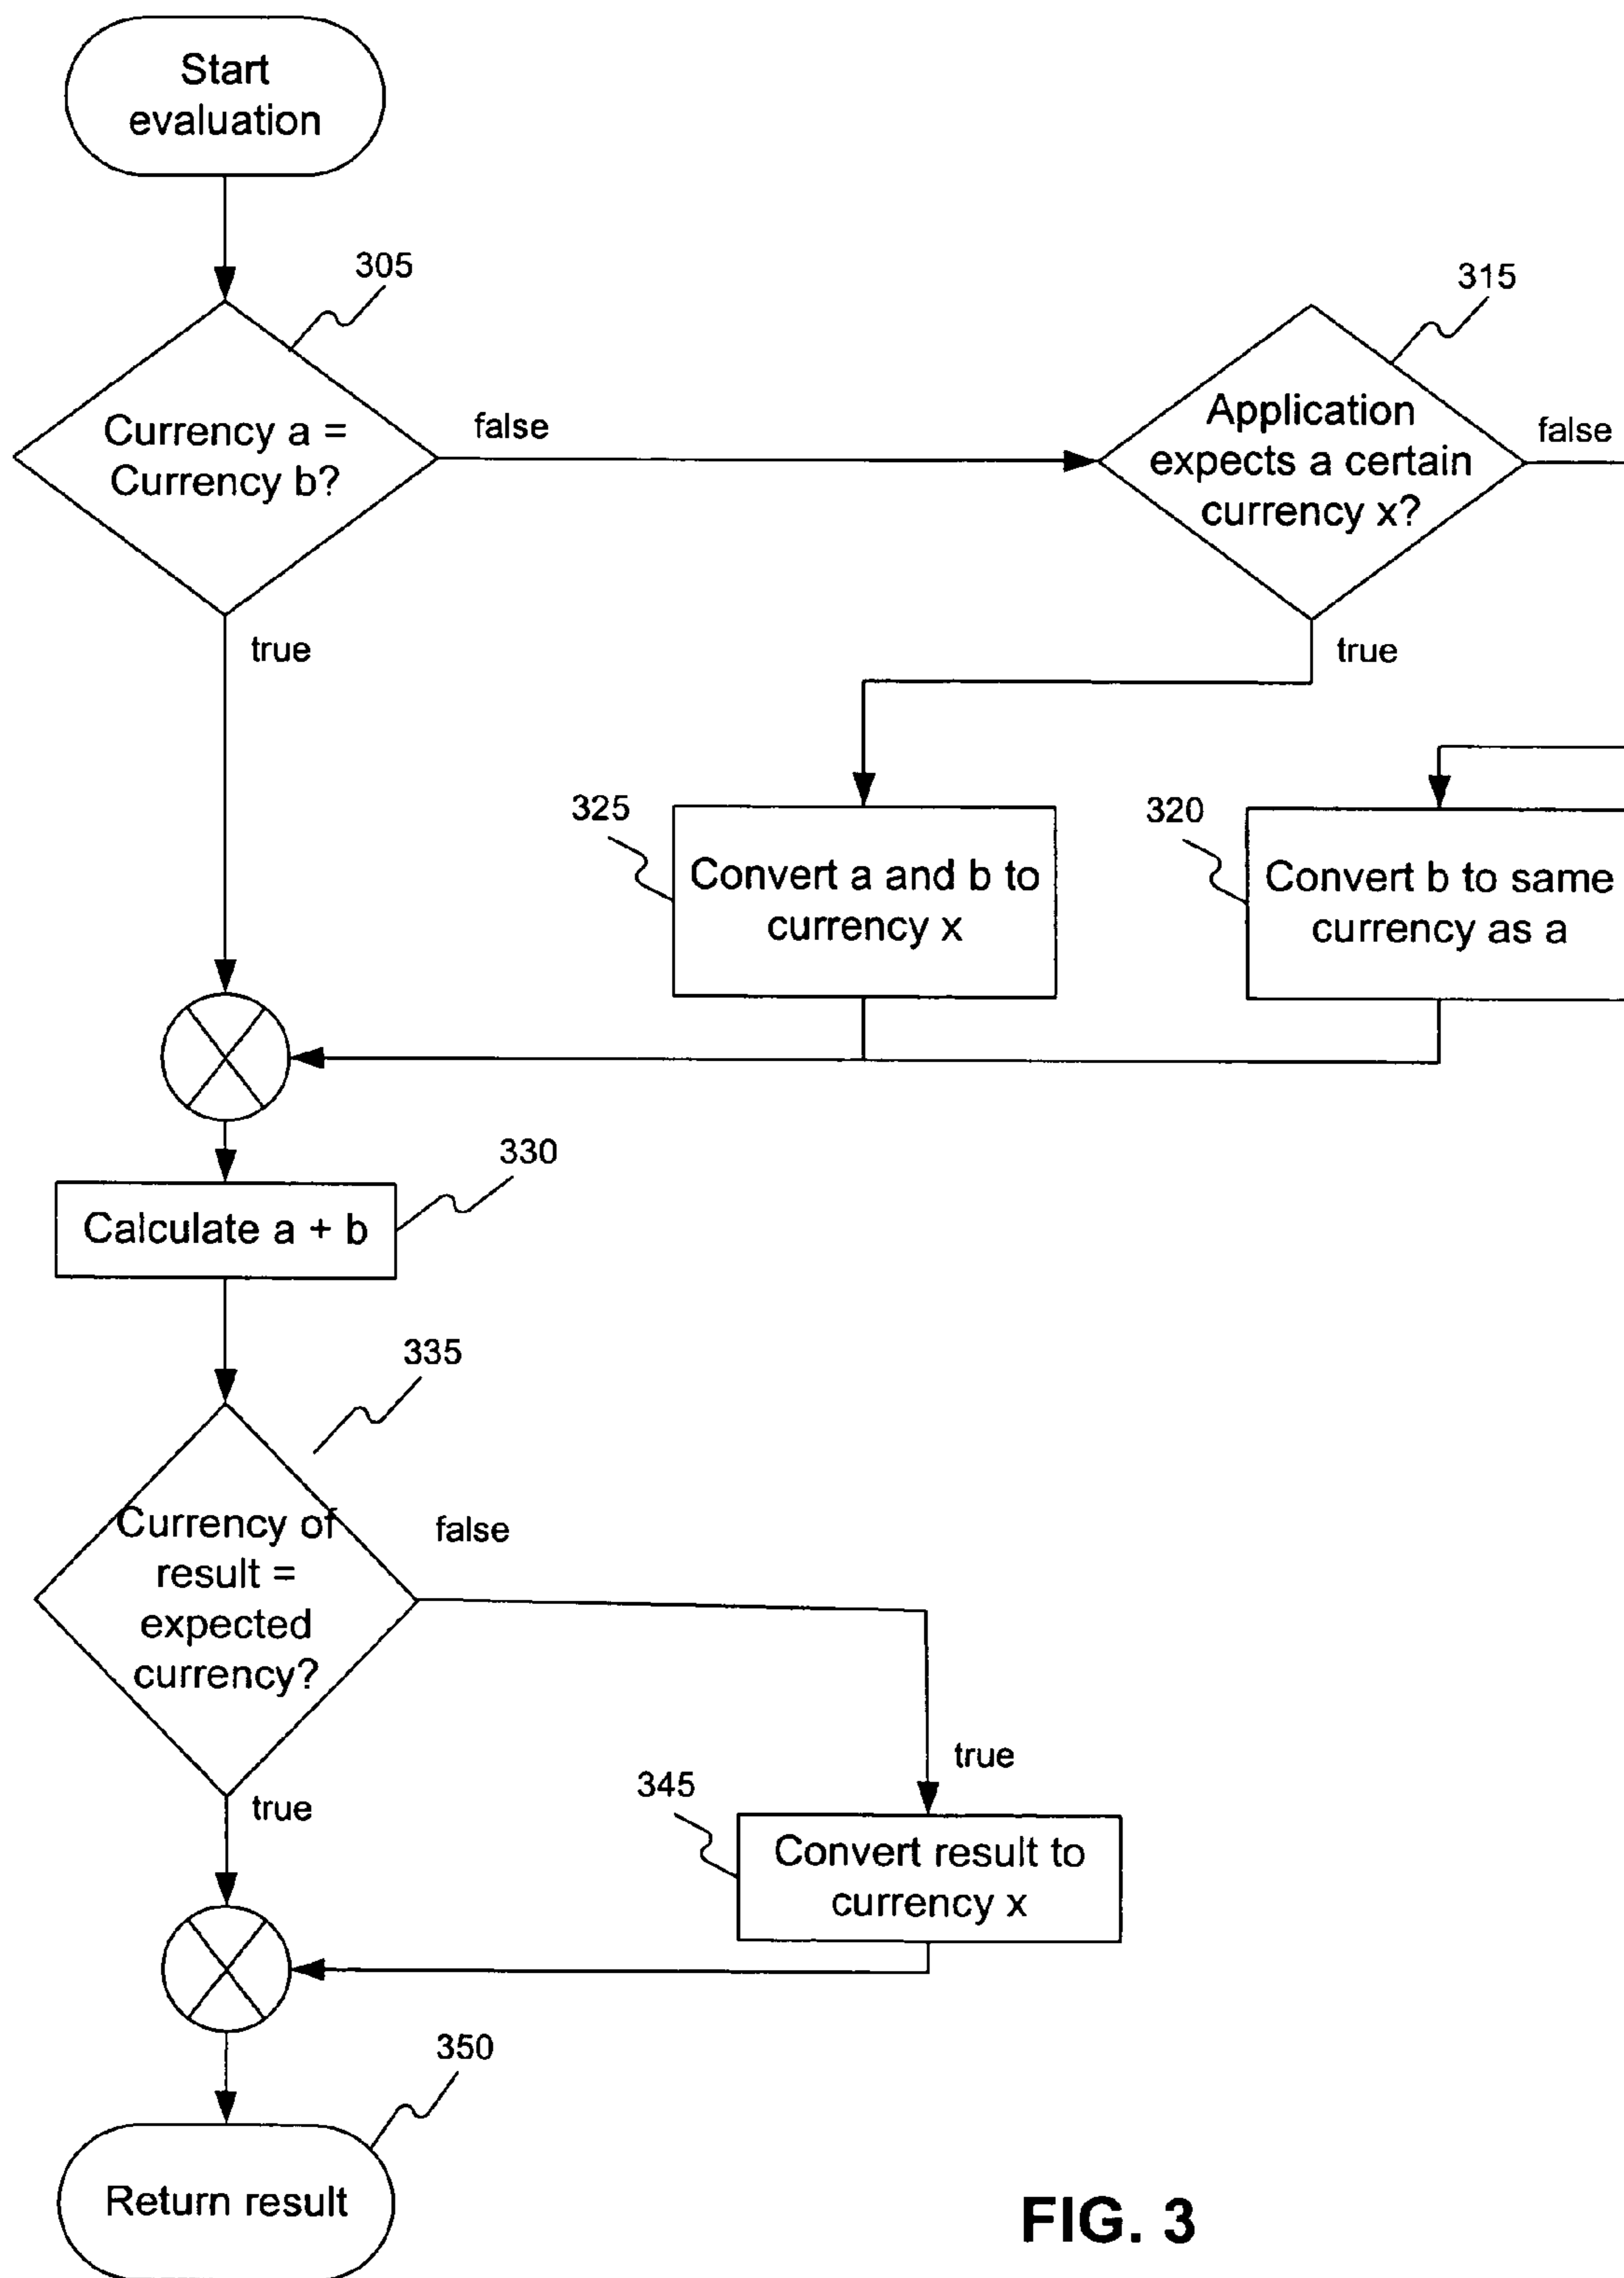 Start
evaluation
305
315
Currency a =
Currency b?
false
Application
expects a certain
currency x?
false
true
true
325
Convert a and b to
currency x
320
Convert b to same
currency as a
330
Calculate a + b
335
Currency of
result =
expected
currency?
false
true
true
345
Convert result to
currency x
350
Return result
FIG. 3